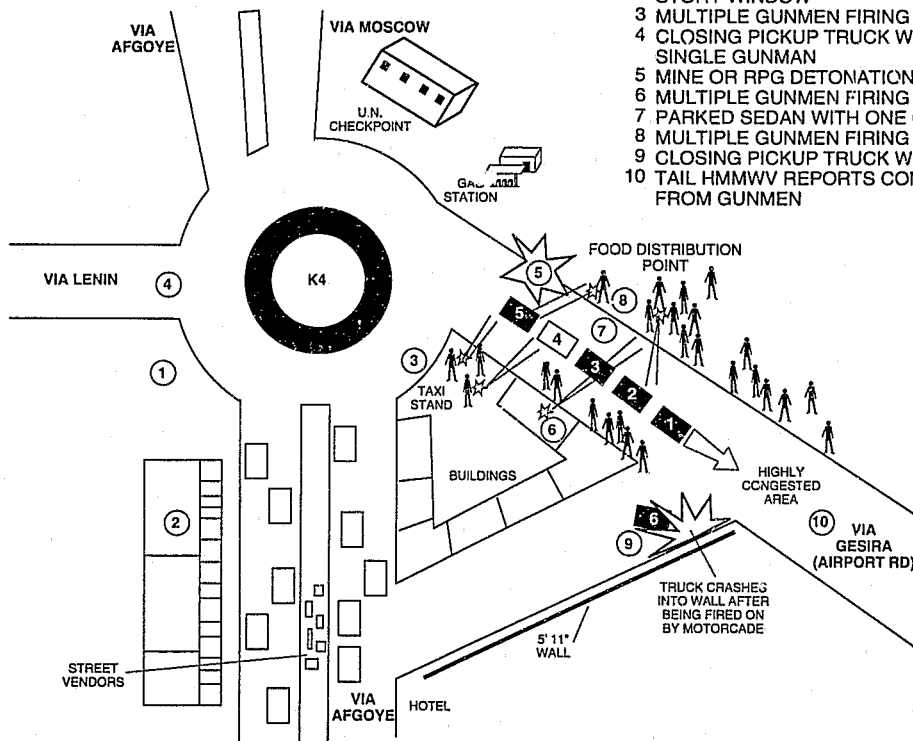 STORY WINDOW
3 MULTIPLE GUNMEN FIRING
4 CLOSING PICKUP TRUCK W
SINGLE GUNMAN
5 MINE OR RPG DETONATION
6 MULTIPLE GUNMEN FIRING
7 PARKED SEDAN WITH ONE
8 MULTIPLE GUNMEN FIRING
9 CLOSING PICKUP TRUCK W
10 TAIL HMMWV REPORTS CON
FROM GUNMEN
VIA
AFGOYE
VIA MOSCOW
U.N.
CHECKPOINT
GAS
STATION
FOOD DISTRIBUTION
POINT
VIA LENIN
4
K4
5
8
7
5
4
3
2
1
1
3
TAXI
STAND
6
BUILDINGS
HIGHLY
CONGESTED
AREA
2
6
9
10
VIA
GESIRA
(AIRPORT RD)
TRUCK CRASHES
INTO WALL AFTER
BEING FIRED ON
BY MOTORCADE
5' 11"
WALL
STREET
VENDORS
VIA
AFGOYE
HOTEL